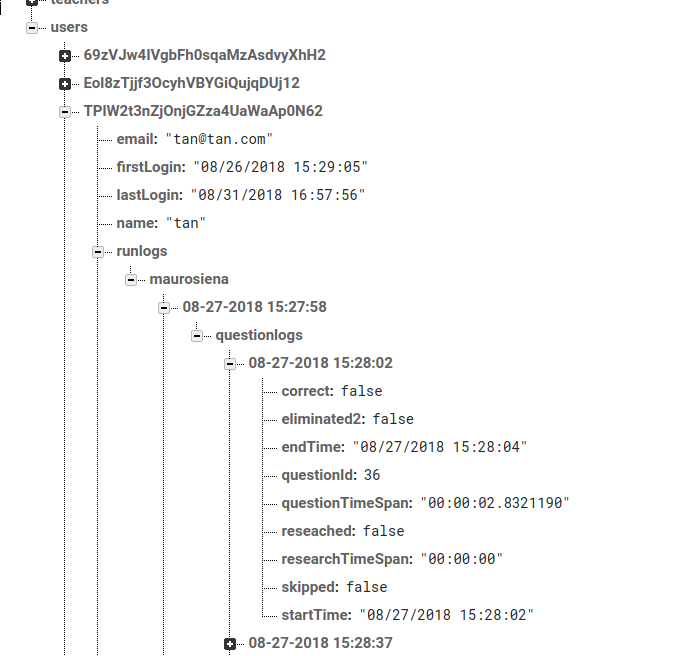 teachers
users
69zVJw4lVgbFh0sqaMzAsdvyXhH2
Eol8zTjjf3OcyhVBYGiQujqDUj12
TPlW2t3nZjOnjGZza4UaWaAp0N62
email: "tan@tan.com"
firstLogin: "08/26/2018 15:29:05"
lastLogin: "08/31/2018 16:57:56"
name: "tan"
runlogs
maurosiena
08-27-2018 15:27:58
questionlogs
08-27-2018 15:28:02
correct: false
eliminated2: false
endTime: "08/27/2018 15:28:04"
questionId: 36
questionTimeSpan: "00:00:02.8321190"
reseached: false
researchTimeSpan: "00:00:00"
skipped: false
startTime: "08/27/2018 15:28:02"
08-27-2018 15:28:37